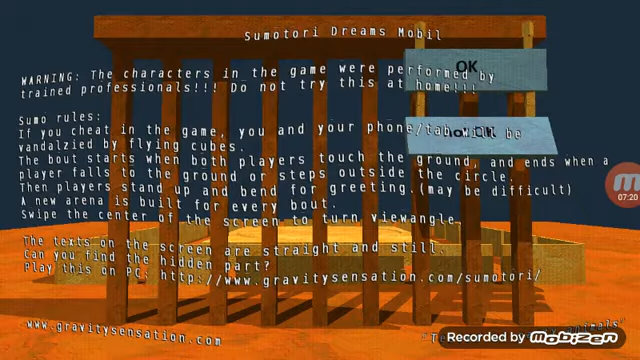 Sumotori Dreams Mobil
OK
WARNING: The characters in the game were performed by
trained professionals!!! Do not try this at home!!!
Sumo rules:
If you cheat in the game, you and your phone/tab will be
vandalzied by flying cubes.
The bout starts when both players touch the ground, and ends when a
player falls to the ground or steps outside the circle.
Then players stand up and bend for greeting.(may be difficult)
A new arena is built for every bout.
Swipe the center of the screen to turn viewangle.
07:20
The texts on the screen are straight and still.
Can you find the hidden part?
Play this on PC: http://www.gravitysensation.com/sumotori/
www.gravitysensation.com
Recorded by Mobizen